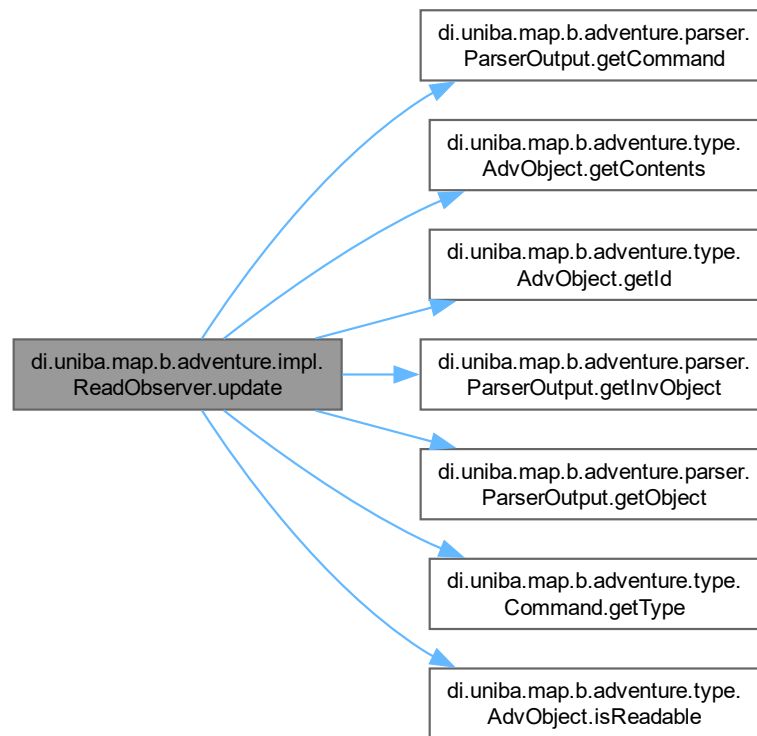 di.uniba.map.b.adventure.parser.
ParserOutput.getCommand
di.uniba.map.b.adventure.type.
AdvObject.getContents
di.uniba.map.b.adventure.type.
AdvObject.getId
di.uniba.map.b.adventure.impl.
ReadObserver.update
di.uniba.map.b.adventure.parser.
ParserOutput.getInvObject
di.uniba.map.b.adventure.parser.
ParserOutput.getObject
di.uniba.map.b.adventure.type.
Command.getType
di.uniba.map.b.adventure.type.
AdvObject.isReadable